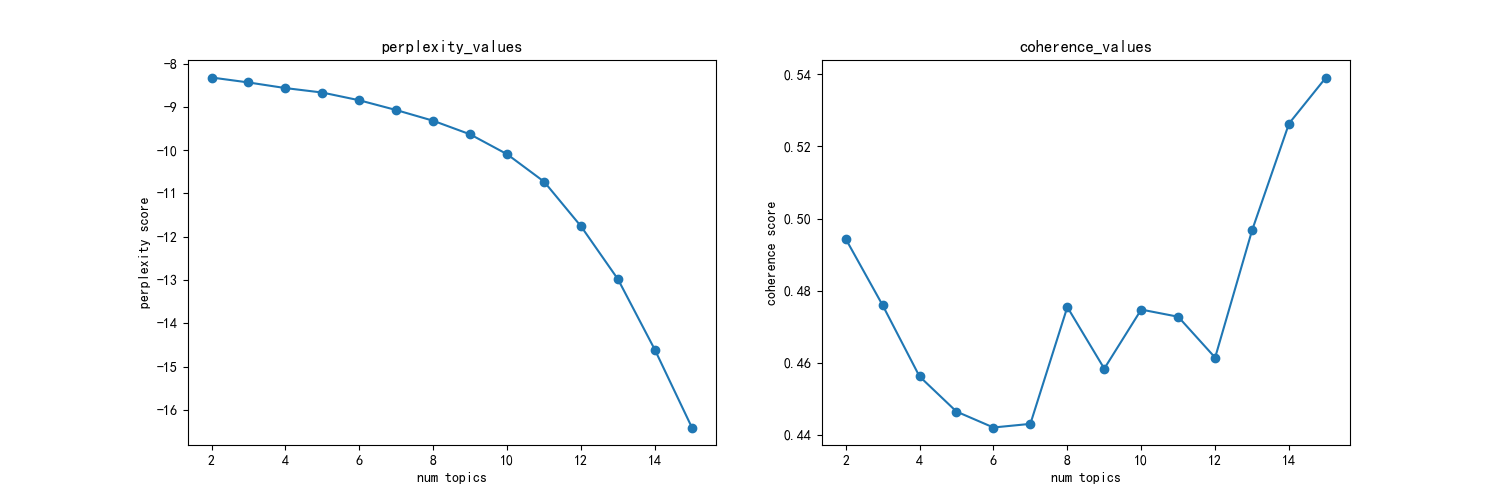 perplexity_values
perplexity score
-8
-9
-10
-11
-12
-13
-14
-15
-16
2 4 6 8 10 12 14
num topics
coherence_values
coherence score
0.54
0.52
0.50
0.48
0.46
0.44
2 4 6 8 10 12 14
num topics